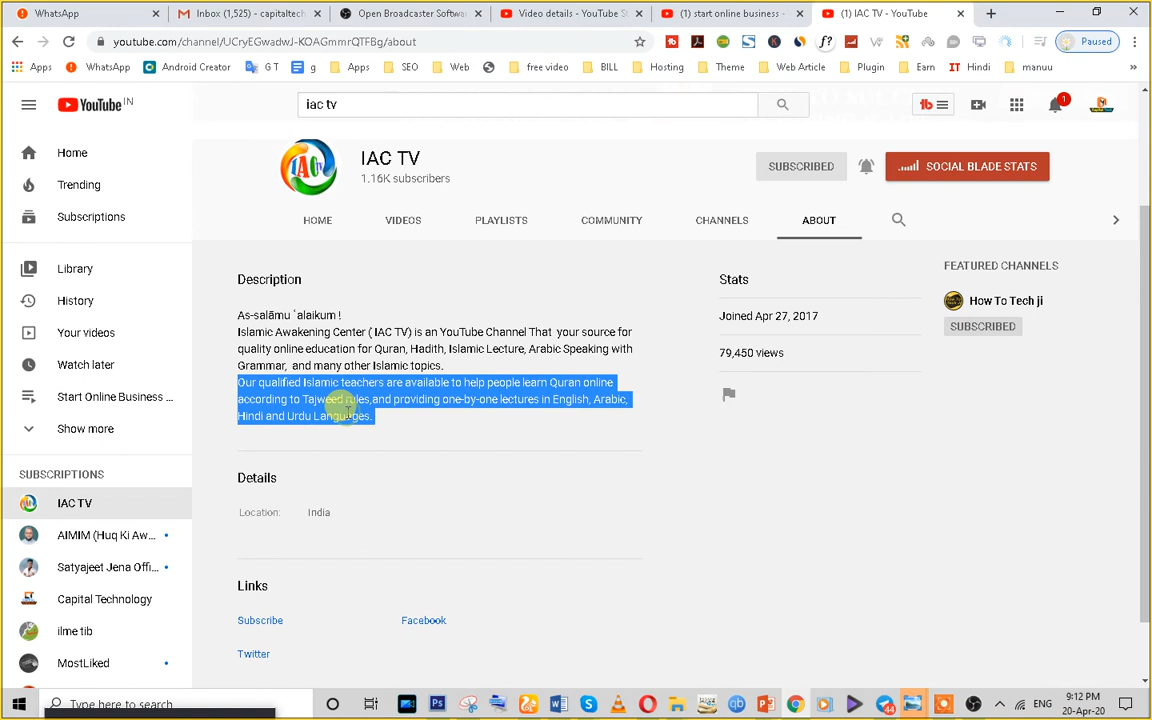 WhatsApp
Inbox (1,525) - capitaltech
Open Broadcaster Softwa
Video details - YouTube St
(1) start online business -
(1) IAC TV - YouTube
youtube.com/channel/UCryEGwadwJ-KOAGmmrQTFBg/about
Paused
Apps
WhatsApp
Android Creator
G T
g
Apps
SEO
Web
free video
BILL
Hosting
Theme
Web Article
Plugin
Earn
IT Hindi
manuu
YouTube IN
iac tv
1
IAC TV
1.16K subscribers
SUBSCRIBED
SOCIAL BLADE STATS
HOME
VIDEOS
PLAYLISTS
COMMUNITY
CHANNELS
ABOUT
Home
Trending
Subscriptions
Library
History
Your videos
Watch later
Start Online Business ...
Show more
SUBSCRIPTIONS
IAC TV
AIMIM (Huq Ki Aw...
Satyajeet Jena Offi...
Capital Technology
ilme tib
MostLiked
Description
As-salāmu ʿalaikum !
Islamic Awakening Center ( IAC TV) is an YouTube Channel That your source for
quality online education for Quran, Hadith, Islamic Lecture, Arabic Speaking with
Grammar, and many other Islamic topics.
Our qualified Islamic teachers are available to help people learn Quran online
according to Tajweed rules,and providing one-by-one lectures in English, Arabic,
Hindi and Urdu Languages.
Details
Location:
India
Links
Subscribe
Facebook
Twitter
Stats
Joined Apr 27, 2017
79,450 views
FEATURED CHANNELS
How To Tech ji
SUBSCRIBED
Type here to search
44
ENG
9:12 PM
20-Apr-20